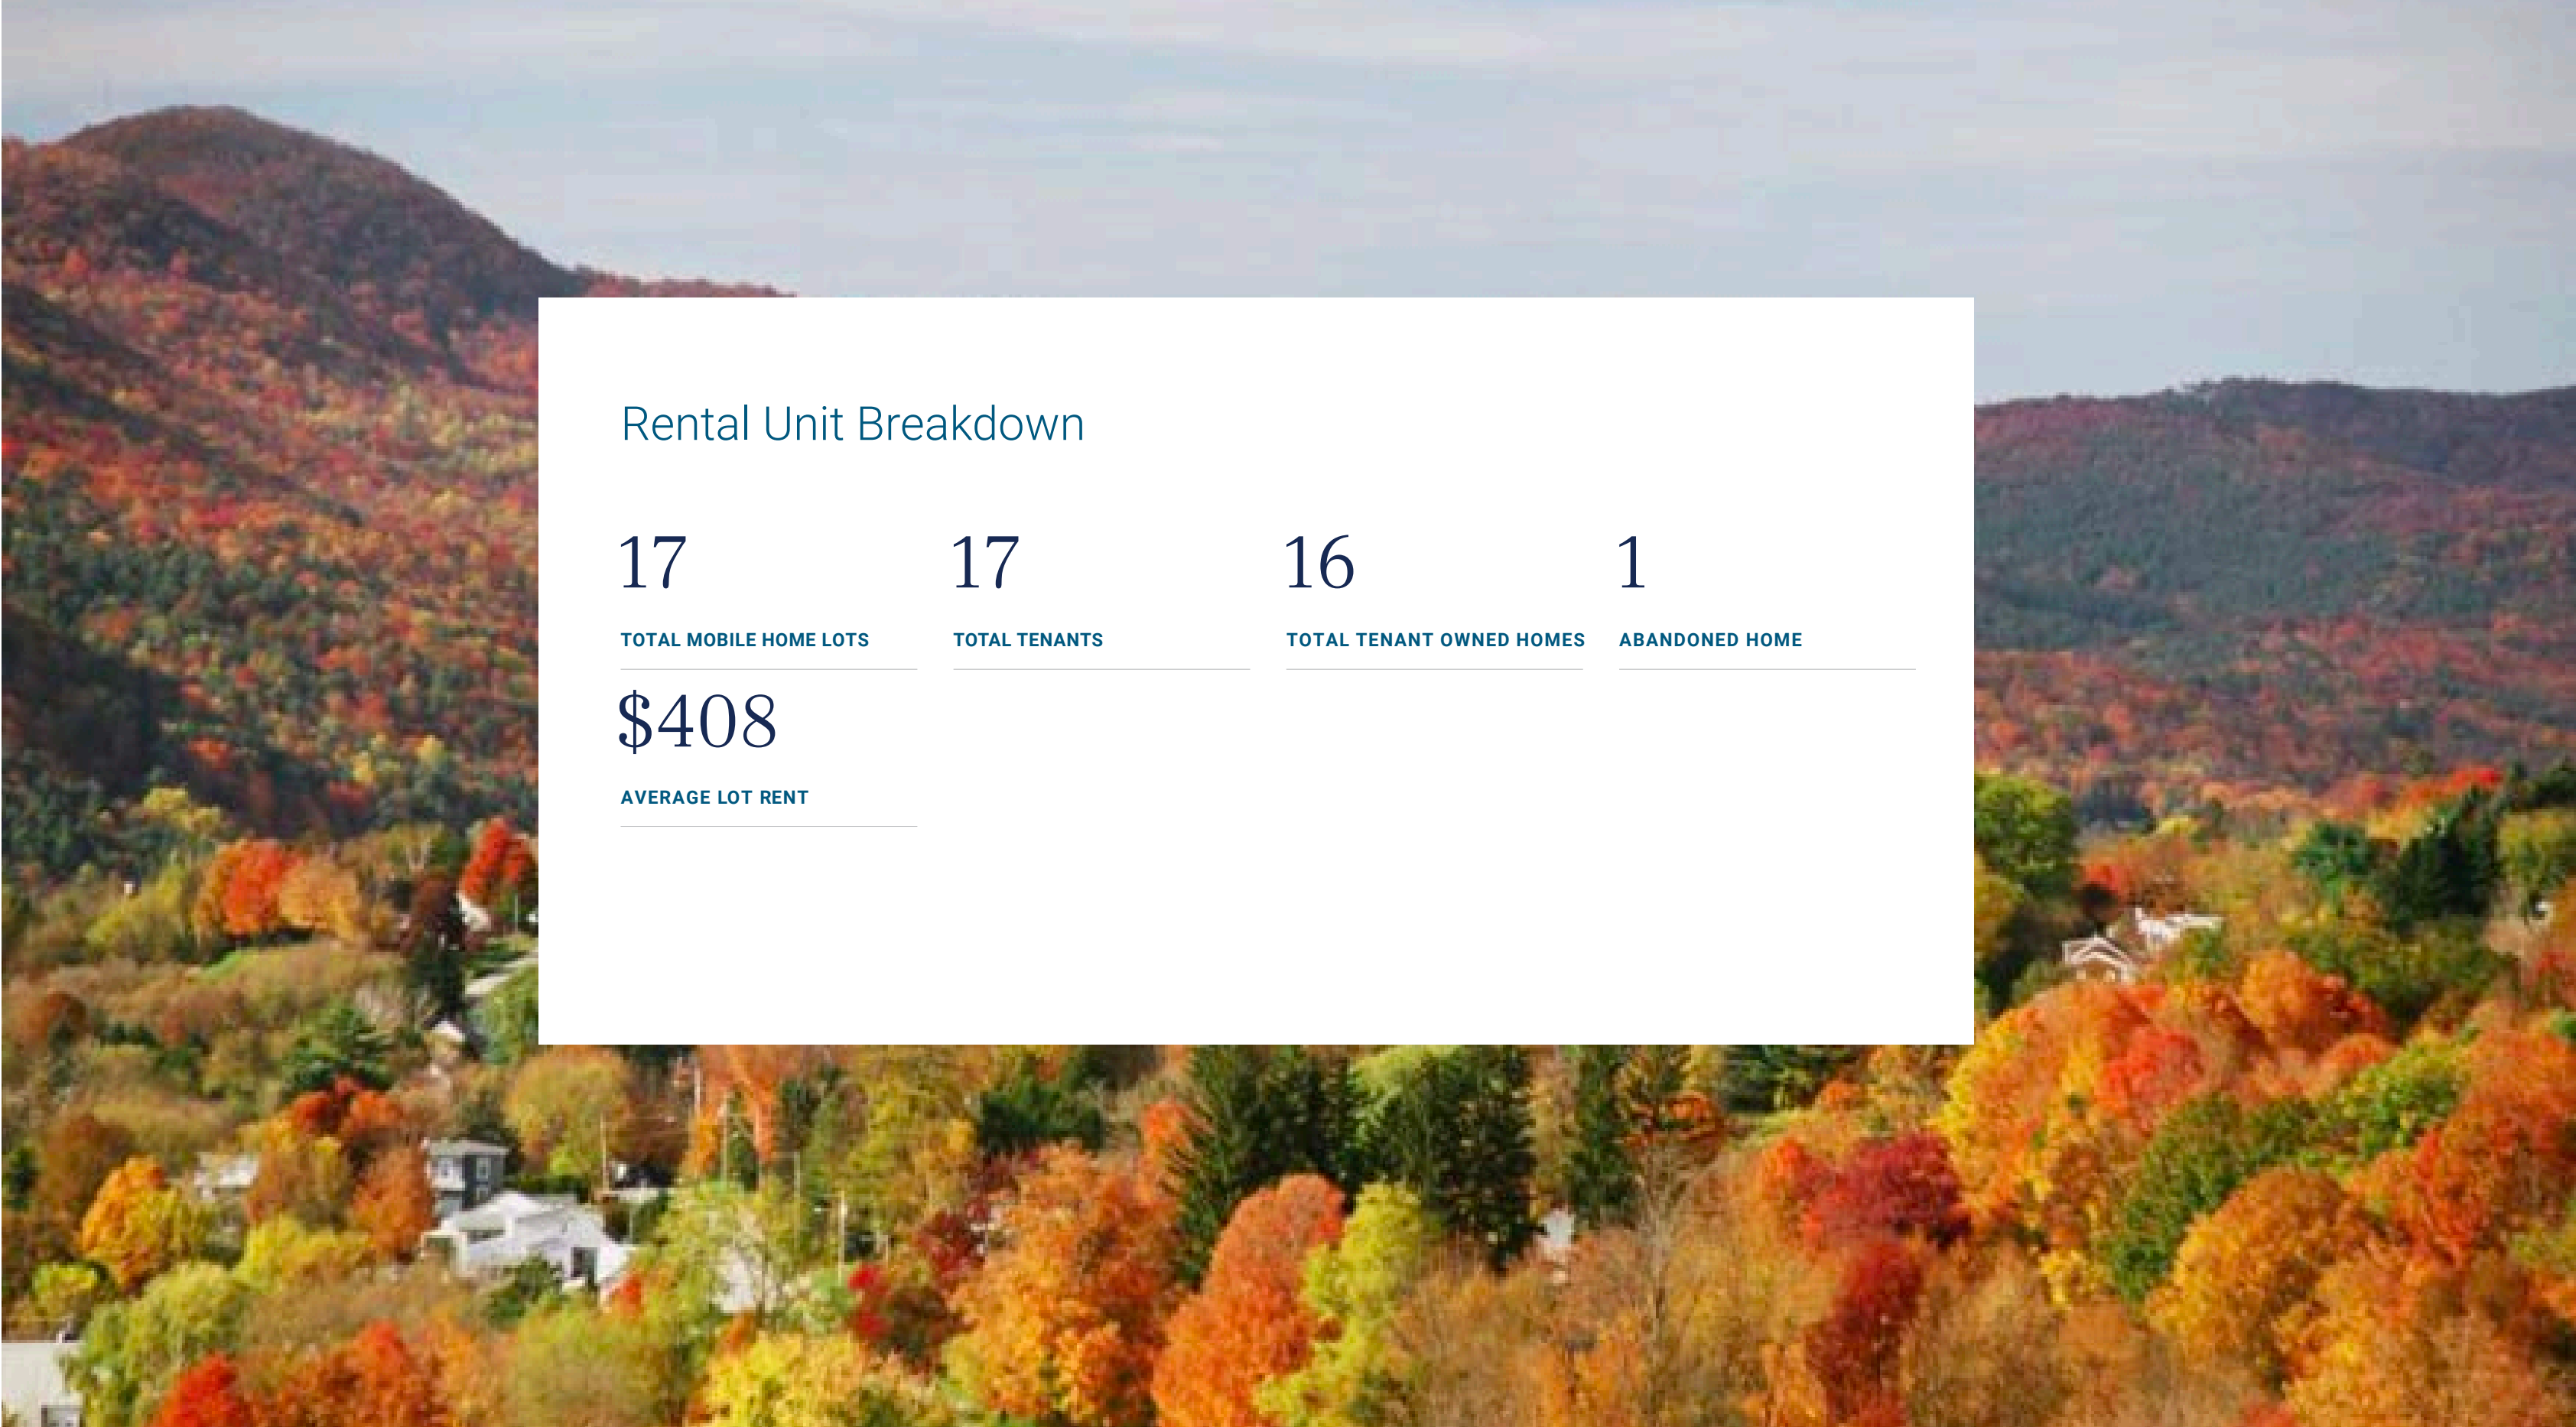 Rental Unit Breakdown
17
TOTAL MOBILE HOME LOTS
17
TOTAL TENANTS
16
TOTAL TENANT OWNED HOMES
1
ABANDONED HOME
$408
AVERAGE LOT RENT